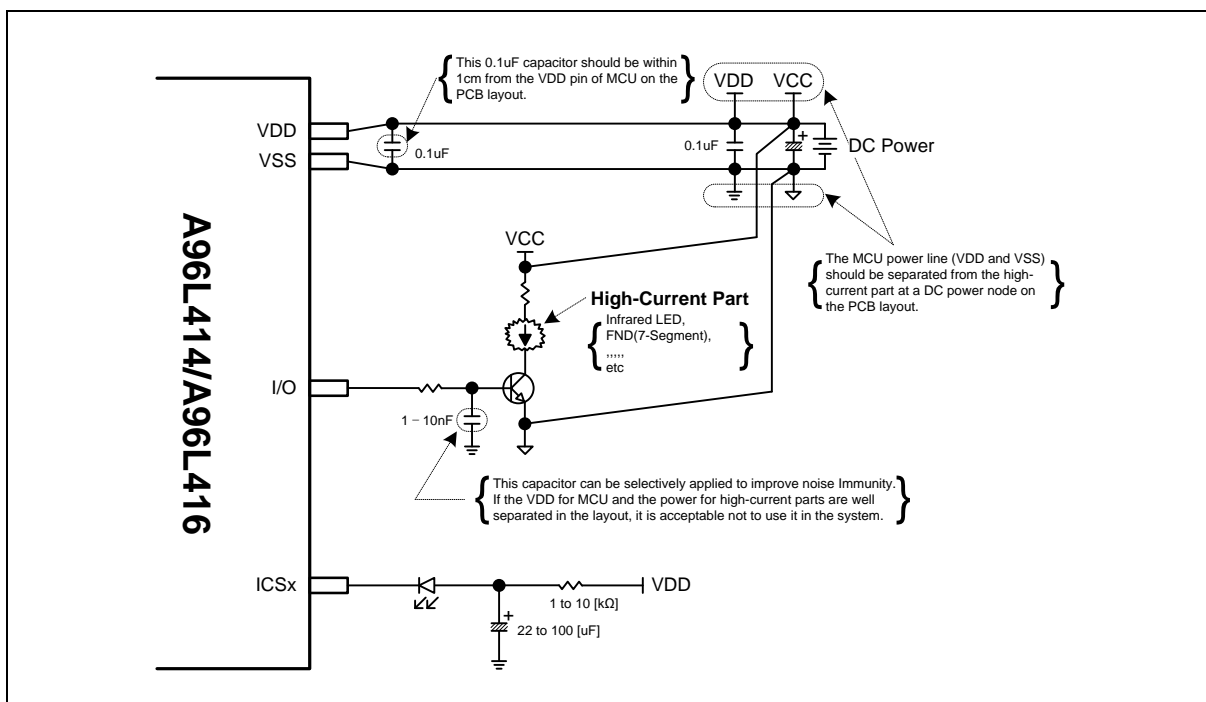 This 0.1uF capacitor should be within
1cm from the VDD pin of MCU on the
PCB layout.
VDD
VCC
VDD
VSS
0.1uF
0.1uF
+
DC Power
A96L414/A96L416
VCC
The MCU power line (VDD and VSS)
should be separated from the high-
current part at a DC power node on
the PCB layout.
High-Current Part
Infrared LED,
FND(7-Segment),
,,,,,
etc
I/O
1 – 10nF
This capacitor can be selectively applied to improve noise Immunity.
If the VDD for MCU and the power for high-current parts are well
separated in the layout, it is acceptable not to use it in the system.
ICSx
VDD
1 to 10 [kΩ]
+
22 to 100 [uF]